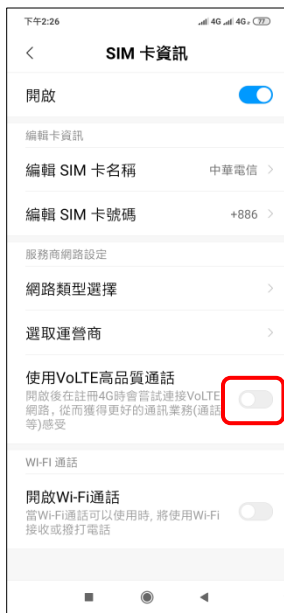 下午2:26
4G 4G 77
SIM 卡資訊
開啟
編輯卡資訊
編輯 SIM 卡名稱 中華電信
編輯 SIM 卡號碼 +886
服務商網路設定
網路類型選擇
選取運營商
使用VoLTE高品質通話
開啟後在註冊4G時會嘗試連接VoLTE
網路，從而獲得更好的通訊業務(通話
等)感受
WI-FI 通話
開啟Wi-Fi通話
當Wi-Fi通話可以使用時, 將使用Wi-Fi
接收或撥打電話